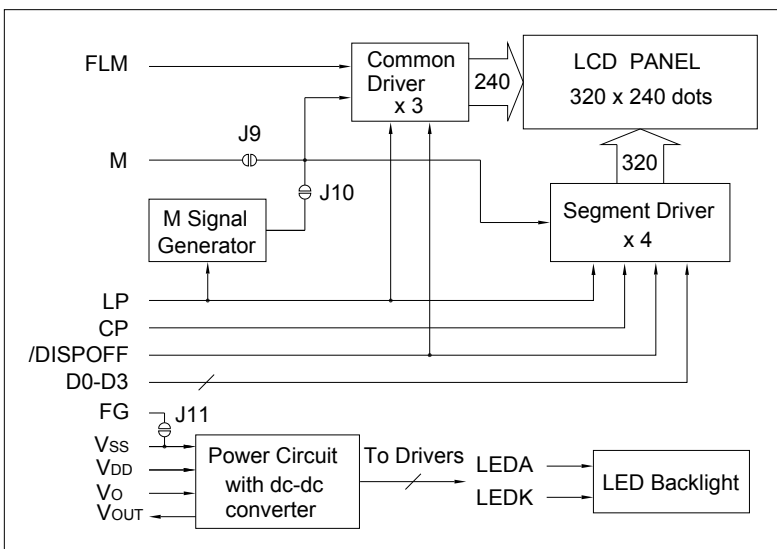 FLM
Common
Driver
x 3
240
LCD PANEL
320 x 240 dots
J9
M
320
J10
M Signal
Generator
Segment Driver
x 4
LP
CP
/DISPOFF
D0-D3
FG
J11
VSS
VDD
VO
VOUT
Power Circuit
with dc-dc
converter
To Drivers
LEDA
LEDK
LED Backlight